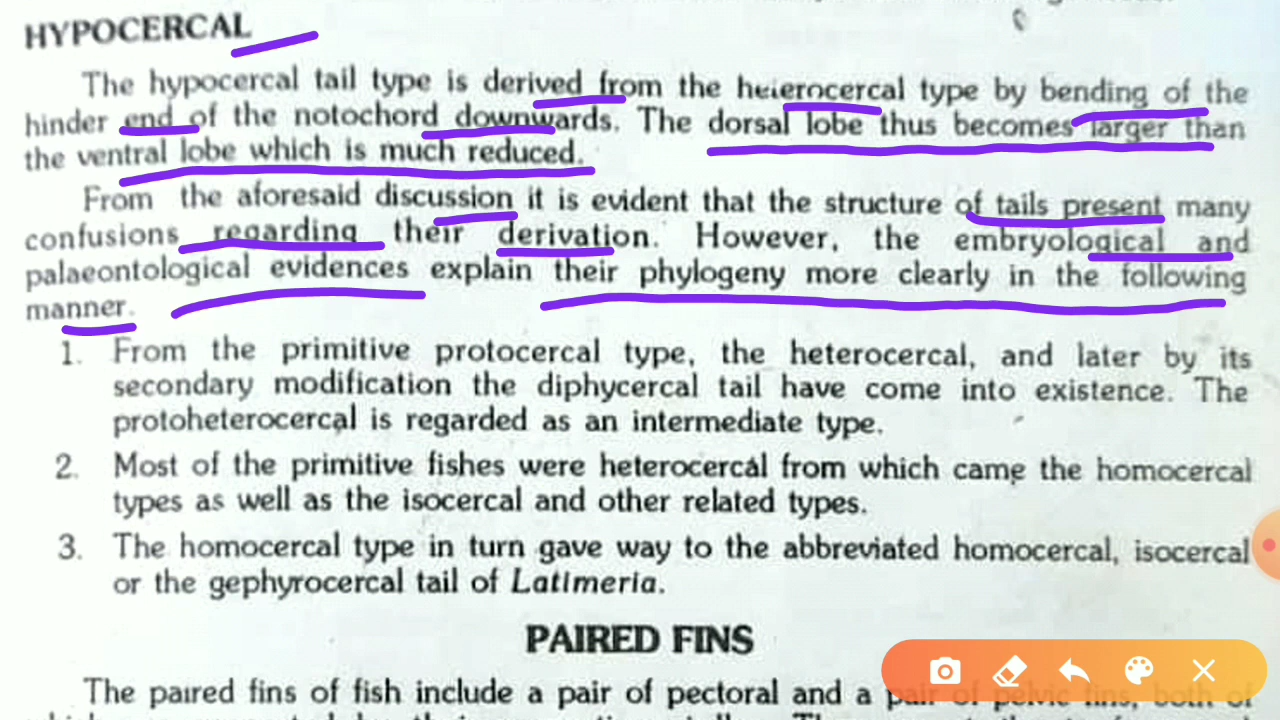 HYPOCERCAL
The hypocercal tail type is derived from the heterocercal type by bending of the
hinder end of the notochord downwards. The dorsal lobe thus becomes larger than
the ventral lobe which is much reduced.
From the aforesaid discussion it is evident that the structure of tails present many
confusions regarding their derivation. However, the embryological and
palaeontological evidences explain their phylogeny more clearly in the following
manner.
1. From the primitive protocercal type, the heterocercal, and later by its
secondary modification the diphycercal tail have come into existence. The
protoheterocercal is regarded as an intermediate type.
2. Most of the primitive fishes were heterocercal from which came the homocercal
types as well as the isocercal and other related types.
3. The homocercal type in turn gave way to the abbreviated homocercal, isocercal
or the gephyrocercal tail of Latimeria.
PAIRED FINS
The paired fins of fish include a pair of pectoral and a pair of pelvic fins, both of